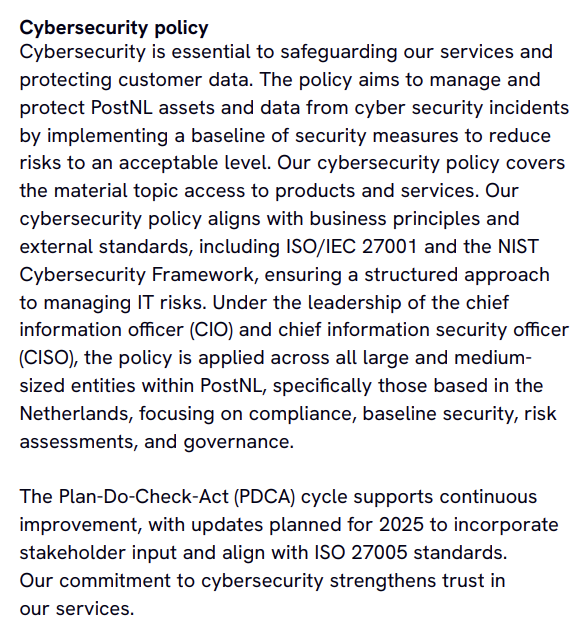 Cybersecurity policy
Cybersecurity is essential to safeguarding our services and
protecting customer data. The policy aims to manage and
protect PostNL assets and data from cyber security incidents
by implementing a baseline of security measures to reduce
risks to an acceptable level. Our cybersecurity policy covers
the material topic access to products and services. Our
cybersecurity policy aligns with business principles and
external standards, including ISO/IEC 27001 and the NIST
Cybersecurity Framework, ensuring a structured approach
to managing IT risks. Under the leadership of the chief
information officer (CIO) and chief information security officer
(CISO), the policy is applied across all large and medium-
sized entities within PostNL, specifically those based in the
Netherlands, focusing on compliance, baseline security, risk
assessments, and governance.
The Plan-Do-Check-Act (PDCA) cycle supports continuous
improvement, with updates planned for 2025 to incorporate
stakeholder input and align with ISO 27005 standards.
Our commitment to cybersecurity strengthens trust in
our services.